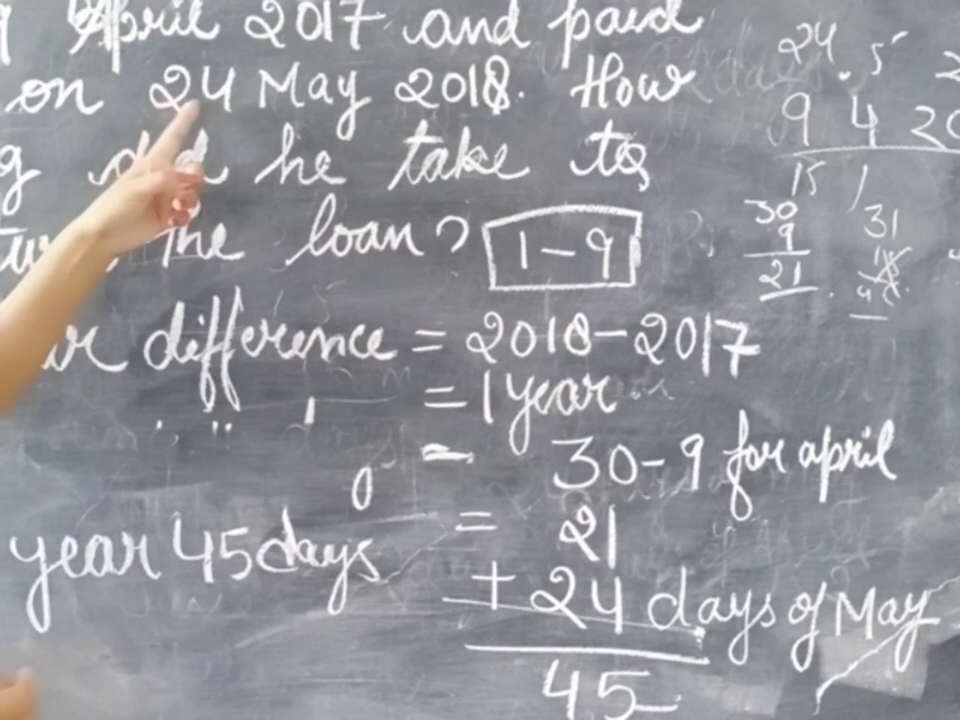 April 2017 and paid
on 24 May 2018. How
did he take to
the loan? 1-9
difference = 2018-2017
= 1 year
= 30-9 for april
= 21
year 45 days
+ 24 days of May
45
24 . 5
9 4 20
15 1
30
9
21
31